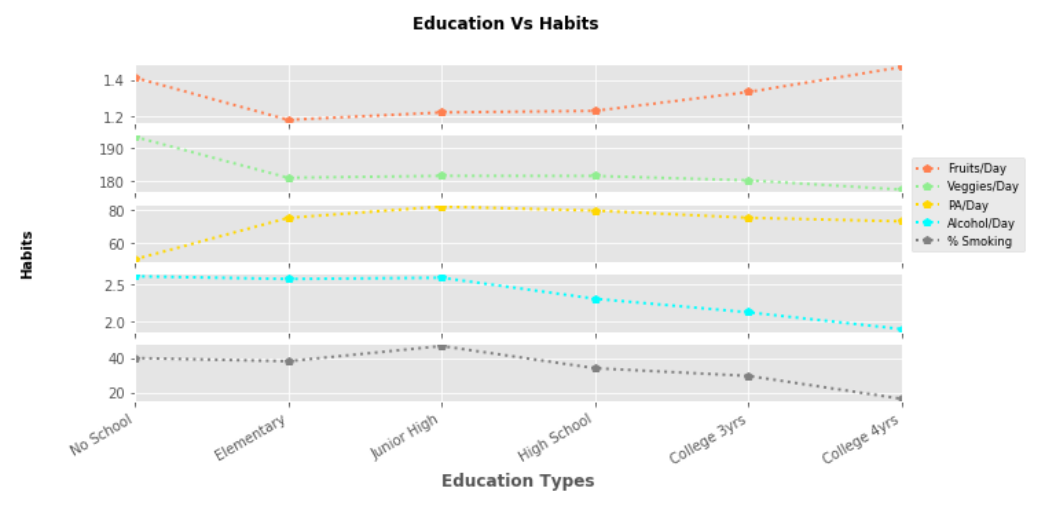 Education Vs Habits
1.4
1.2
190
180
80
60
2.5
2.0
40
20
Habits
Fruits/Day
Veggies/Day
PA/Day
Alcohol/Day
% Smoking
No School
Elementary
Junior High
High School
College 3yrs
College 4yrs
Education Types